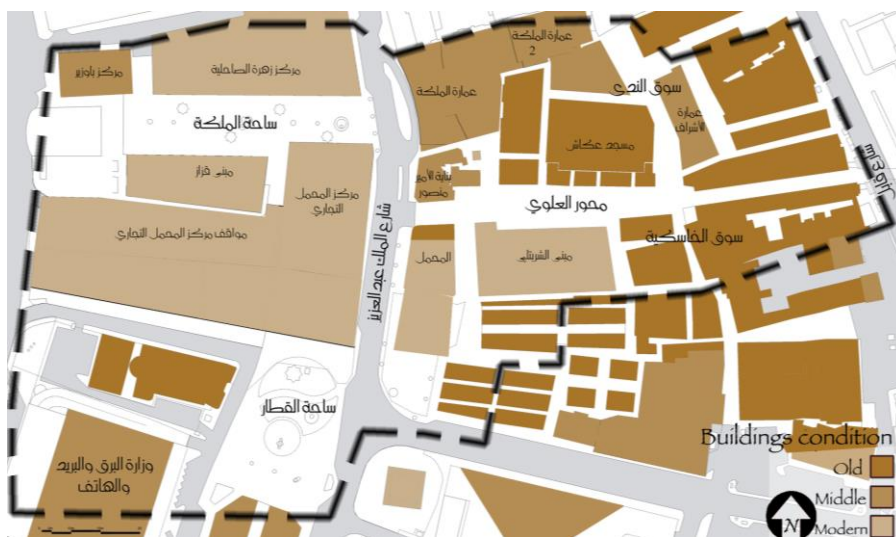 عمارة الملكة
2
مركز باوزير
مركز زهرة الصاحلية
عمارة الملكة
سوق الندى
عمارة
الأشراف
ساحة الملكة
مسجد عكاش
مبنى قزاز
بناية الأمير
منصور
مركز المحمل
التجاري
محور العلوي
مواقف مركز المحمل التجاري
المحمل
مبنى الشربتلي
سوق الخاسكية
شارع الملك عبدالعزيز
ساحة القطار
وزارة البرق والبريد
والهاتف
Buildings condition
Old
Middle
Modern
N